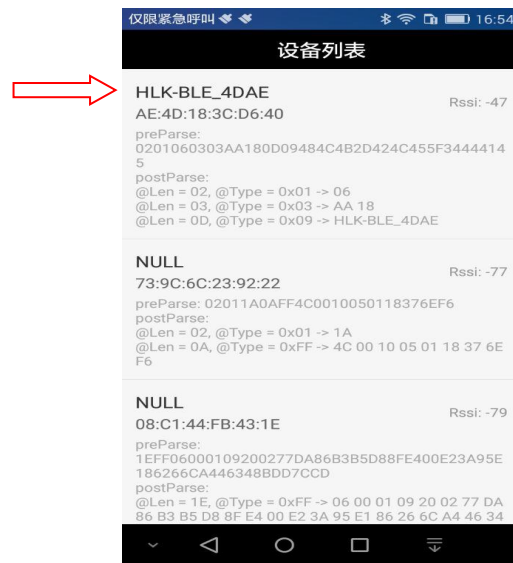 仅限紧急呼叫 16:54
设备列表
HLK-BLE_4DAE
Rssi: -47
AE:4D:18:3C:D6:40
preParse:
0201060303AA180D09484C4B2D424C455F3444414
5
postParse:
@Len = 02, @Type = 0x01 -> 06
@Len = 03, @Type = 0x03 -> AA 18
@Len = 0D, @Type = 0x09 -> HLK-BLE_4DAE
NULL
Rssi: -77
73:9C:6C:23:92:22
preParse: 02011A0AFF4C0010050118376EF6
postParse:
@Len = 02, @Type = 0x01 -> 1A
@Len = 0A, @Type = 0xFF -> 4C 00 10 05 01 18 37 6E
F6
NULL
Rssi: -79
08:C1:44:FB:43:1E
preParse:
1EFF06000109200277DA86B3B5D88FE400E23A95E
186266CA446348BDD7CCD
postParse:
@Len = 1E, @Type = 0xFF -> 06 00 01 09 20 02 77 DA
86 B3 B5 D8 8F E4 00 E2 3A 95 E1 86 26 6C A4 46 34